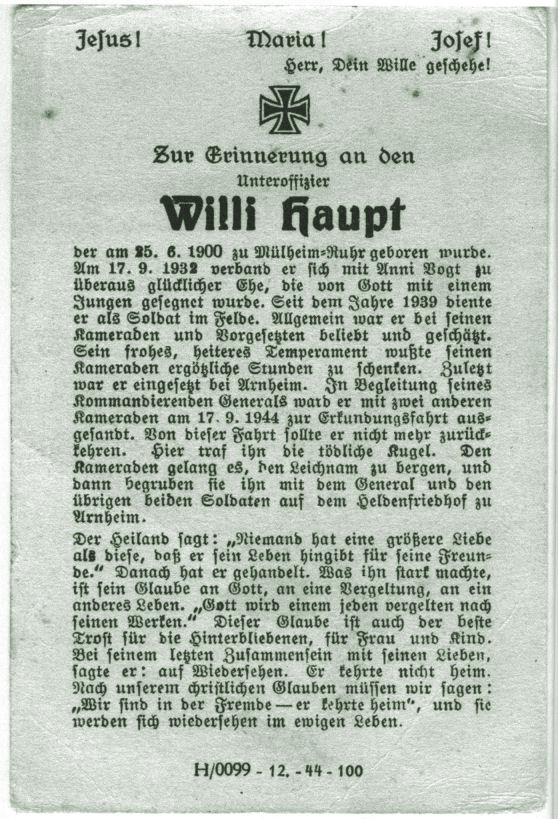 Jesus! Maria! Josef!
Herr, Dein Wille geschehe!
Zur Erinnerung an den
Unteroffizier
Willi Haupt
der am 25. 6. 1900 zu Mülheim-Ruhr geboren wurde.
Am 17. 9. 1932 verband er sich mit Anni Vogt zu
überaus glücklicher Ehe, die von Gott mit einem
Jungen gesegnet wurde. Seit dem Jahre 1939 diente
er als Soldat im Felde. Allgemein war er bei seinen
Kameraden und Vorgesetzten beliebt und geschätzt.
Sein frohes, heiteres Temperament wußte seinen
Kameraden ergötzliche Stunden zu schenken. Zuletzt
war er eingesetzt bei Arnheim. In Begleitung seines
Kommandierenden Generals ward er mit zwei anderen
Kameraden am 17. 9. 1944 zur Erkundungsfahrt aus-
gesandt. Von dieser Fahrt sollte er nicht mehr zurück-
kehren. Hier traf ihn die tödliche Kugel. Den
Kameraden gelang es, den Leichnam zu bergen, und
dann begruben sie ihn mit dem General und den
übrigen beiden Soldaten auf dem Heldenfriedhof zu
Arnheim.
Der Heiland sagt: „Niemand hat eine größere Liebe
als diese, daß er sein Leben hingibt für seine Freun-
de.“ Danach hat er gehandelt. Was ihn stark machte,
ist sein Glaube an Gott, an eine Vergeltung, an ein
anderes Leben. „Gott wird einem jeden vergelten nach
seinen Werken.“ Dieser Glaube ist auch der beste
Trost für die Hinterbliebenen, für Frau und Kind.
Bei seinem letzten Zusammensein mit seinen Lieben,
sagte er: auf Wiedersehen. Er kehrte nicht heim.
Nach unserem christlichen Glauben müssen wir sagen:
„Wir sind in der Fremde — er kehrte heim“, und sie
werden sich wiedersehen im ewigen Leben.
H/0099 - 12. - 44 - 100